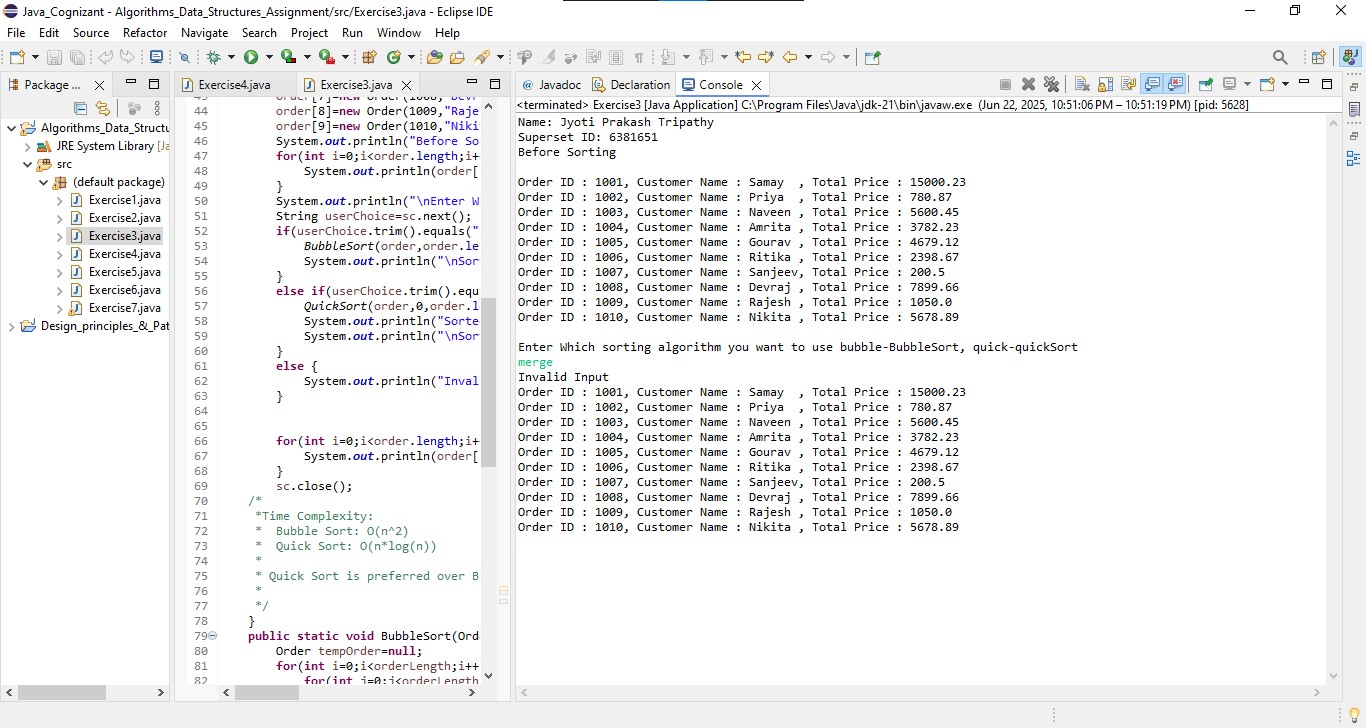 Java_Cognizant - Algorithms_Data_Structures_Assignment/src/Exercise3.java - Eclipse IDE
File Edit Source Refactor Navigate Search Project Run Window Help
Package ...
Algorithms_Data_Structu
JRE System Library [Ja
src
(default package)
Exercise1.java
Exercise2.java
Exercise3.java
Exercise4.java
Exercise5.java
Exercise6.java
Exercise7.java
Design_principles_&_Pat
Exercise4.java Exercise3.java
44 order[8]=new Order(1009,"Raje
45 order[9]=new Order(1010,"Niki
46 System.out.println("Before So
47 for(int i=0;i<order.length;i+
48 System.out.println(order[
49 }
50 System.out.println("\nEnter W
51 String userChoice=sc.next();
52 if(userChoice.trim().equals("
53 BubbleSort(order,order.le
54 System.out.println("\nSor
55 }
56 else if(userChoice.trim().equ
57 QuickSort(order,0,order.l
58 System.out.println("Sorte
59 System.out.println("\nSor
60 }
61 else {
62 System.out.println("Inval
63 }
64
65
66 for(int i=0;i<order.length;i+
67 System.out.println(order[
68 }
69 sc.close();
70 /*
71 *Time Complexity:
72 * Bubble Sort: O(n^2)
73 * Quick Sort: O(n*log(n))
74 *
75 * Quick Sort is preferred over B
76 *
77 */
78 }
79 public static void BubbleSort(Ord
80 Order tempOrder=null;
81 for(int i=0;i<orderLength;i++
82 for(int j=0;j<orderLength
Javadoc Declaration Console
<terminated> Exercise3 [Java Application] C:\Program Files\Java\jdk-21\bin\javaw.exe (Jun 22, 2025, 10:51:06 PM – 10:51:19 PM) [pid: 5628]
Name: Jyoti Prakash Tripathy
Superset ID: 6381651
Before Sorting
Order ID : 1001, Customer Name : Samay , Total Price : 15000.23
Order ID : 1002, Customer Name : Priya , Total Price : 780.87
Order ID : 1003, Customer Name : Naveen , Total Price : 5600.45
Order ID : 1004, Customer Name : Amrita , Total Price : 3782.23
Order ID : 1005, Customer Name : Gourav , Total Price : 4679.12
Order ID : 1006, Customer Name : Ritika , Total Price : 2398.67
Order ID : 1007, Customer Name : Sanjeev, Total Price : 200.5
Order ID : 1008, Customer Name : Devraj , Total Price : 7899.66
Order ID : 1009, Customer Name : Rajesh , Total Price : 1050.0
Order ID : 1010, Customer Name : Nikita , Total Price : 5678.89
Enter Which sorting algorithm you want to use bubble-BubbleSort, quick-quickSort
merge
Invalid Input
Order ID : 1001, Customer Name : Samay , Total Price : 15000.23
Order ID : 1002, Customer Name : Priya , Total Price : 780.87
Order ID : 1003, Customer Name : Naveen , Total Price : 5600.45
Order ID : 1004, Customer Name : Amrita , Total Price : 3782.23
Order ID : 1005, Customer Name : Gourav , Total Price : 4679.12
Order ID : 1006, Customer Name : Ritika , Total Price : 2398.67
Order ID : 1007, Customer Name : Sanjeev, Total Price : 200.5
Order ID : 1008, Customer Name : Devraj , Total Price : 7899.66
Order ID : 1009, Customer Name : Rajesh , Total Price : 1050.0
Order ID : 1010, Customer Name : Nikita , Total Price : 5678.89